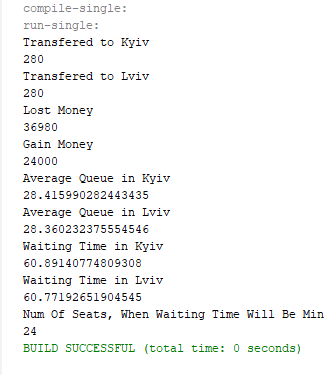 compile-single:
run-single:
Transfered to Kyiv
280
Transfered to Lviv
280
Lost Money
36980
Gain Money
24000
Average Queue in Kyiv
28.415990282443435
Average Queue in Lviv
28.360232375554546
Waiting Time in Kyiv
60.89140774809308
Waiting Time in Lviv
60.77192651904545
Num Of Seats, When Waiting Time Will Be Min
24
BUILD SUCCESSFUL (total time: 0 seconds)